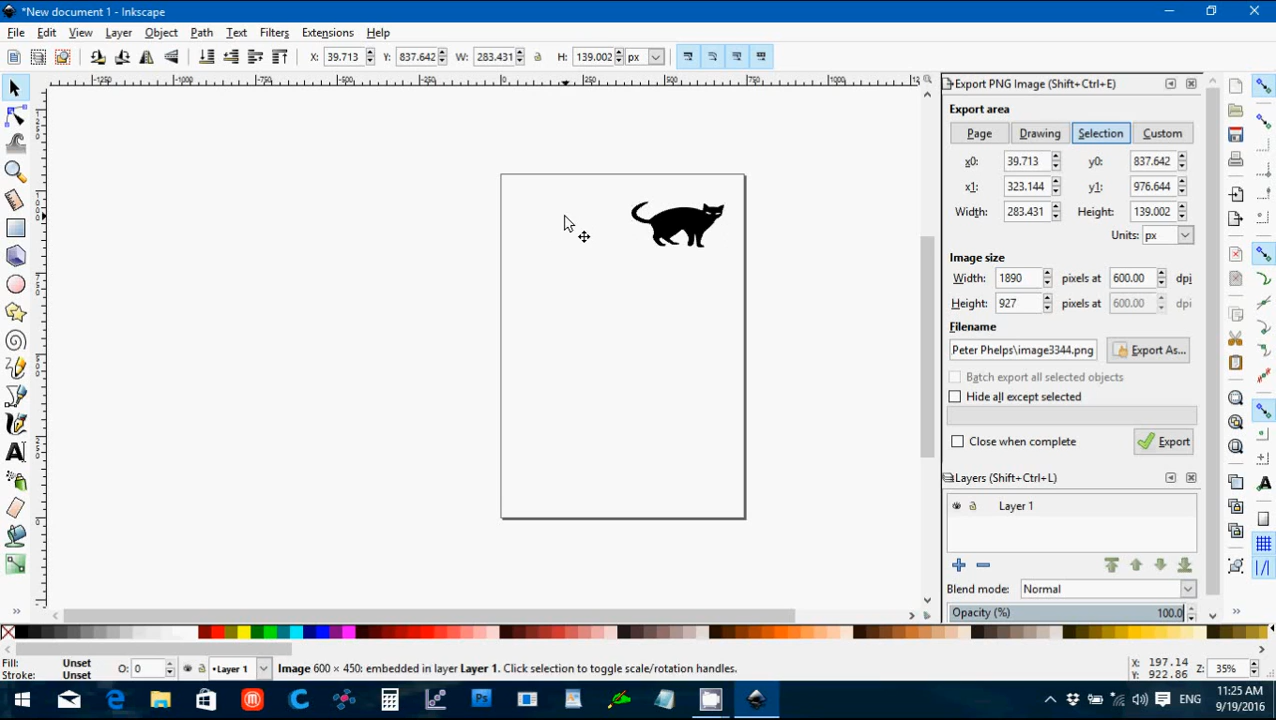 *New document 1 - Inkscape
File Edit View Layer Object Path Text Filters Extensions Help
X: 39.713 Y: 837.642 W: 283.431 H: 139.002 px
Export PNG Image (Shift+Ctrl+E)
Export area
Page Drawing Selection Custom
x0: 39.713 y0: 837.642
x1: 323.144 y1: 976.644
Width: 283.431 Height: 139.002
Units: px
Image size
Width: 1890 pixels at 600.00 dpi
Height: 927 pixels at 600.00 dpi
Filename
Peter Phelps\image3344.png Export As...
Batch export all selected objects
Hide all except selected
Close when complete Export
Layers (Shift+Ctrl+L)
Layer 1
Blend mode: Normal
Opacity (%) 100.0
Fill: Unset
Stroke: Unset
O: 0 •Layer 1 Image 600 × 450: embedded in layer Layer 1. Click selection to toggle scale/rotation handles.
X: 197.14
Y: 922.86
Z: 35%
ENG
11:25 AM
9/19/2016